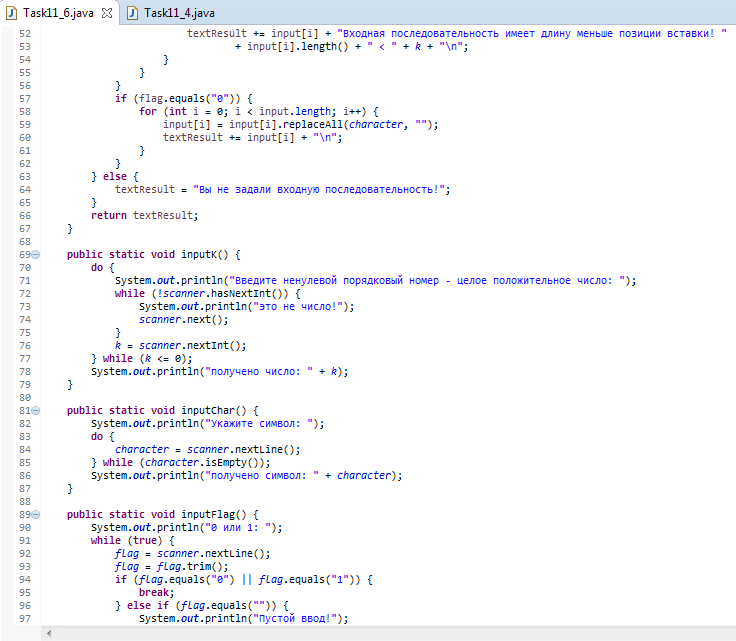 Task11_6.java Task11_4.java
52 textResult += input[i] + "Входная последовательность имеет длину меньше позиции вставки! "
53 + input[i].length() + " < " + k + "\n";
54 }
55 }
56 }
57 if (flag.equals("0")) {
58 for (int i = 0; i < input.length; i++) {
59 input[i] = input[i].replaceAll(character, "");
60 textResult += input[i] + "\n";
61 }
62 }
63 } else {
64 textResult = "Вы не задали входную последовательность!";
65 }
66 return textResult;
67 }
68
69 public static void inputK() {
70 do {
71 System.out.println("Введите ненулевой порядковый номер - целое положительное число: ");
72 while (!scanner.hasNextInt()) {
73 System.out.println("это не число!");
74 scanner.next();
75 }
76 k = scanner.nextInt();
77 } while (k <= 0);
78 System.out.println("получено число: " + k);
79 }
80
81 public static void inputChar() {
82 System.out.println("Укажите символ: ");
83 do {
84 character = scanner.nextLine();
85 } while (character.isEmpty());
86 System.out.println("получено символ: " + character);
87 }
88
89 public static void inputFlag() {
90 System.out.println("0 или 1: ");
91 while (true) {
92 flag = scanner.nextLine();
93 flag = flag.trim();
94 if (flag.equals("0") || flag.equals("1")) {
95 break;
96 } else if (flag.equals("")) {
97 System.out.println("Пустой ввод!");